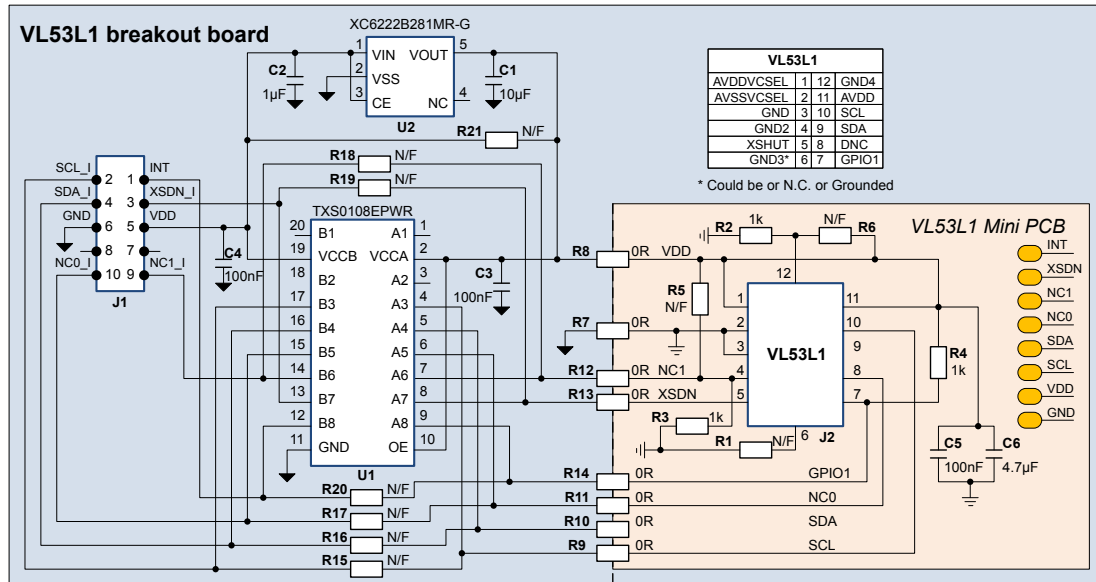 VL53L1 breakout board
XC6222B281MR-G
1 VIN VOUT 5
2 VSS
3 CE NC 4
U2
C2
1µF
C1
10µF
R21 N/F
R18 N/F
R19 N/F
VL53L1
AVDDVCSEL 1 12 GND4
AVSSVCSEL 2 11 AVDD
GND 3 10 SCL
GND2 4 9 SDA
XSHUT 5 8 DNC
GND3* 6 7 GPIO1
* Could be or N.C. or Grounded
SCL_I 2 1 INT
SDA_I 4 3 XSDN_I
GND 6 5 VDD
8 7
NC0_I 10 9 NC1_I
J1
C4
100nF
TXS0108EPWR
20 B1 A1 1
19 VCCB VCCA 2
18 B2 A2 3
17 B3 A3 4
16 B4 A4 5
15 B5 A5 6
14 B6 A6 7
13 B7 A7 8
12 B8 A8 9
11 GND OE 10
U1
C3
100nF
R20 N/F
R17 N/F
R16 N/F
R15 N/F
VL53L1 Mini PCB
R2 1k
N/F R6
R8 0R VDD
R5
N/F
R7 0R
R12 0R NC1
R13 0R XSDN
R3 1k
R1 N/F
12
1 11
2 10
3 9
4 8
5 7
6
VL53L1
J2
R4
1k
C5
100nF
C6
4.7µF
R14 0R GPIO1
R11 0R NC0
R10 0R SDA
R9 0R SCL
INT
XSDN
NC1
NC0
SDA
SCL
VDD
GND